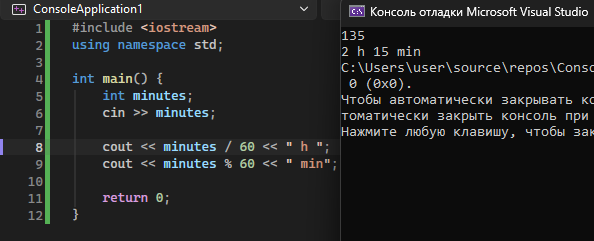 ConsoleApplication1
1 #include <iostream>
2 using namespace std;
3
4 int main() {
5 int minutes;
6 cin >> minutes;
7
8 cout << minutes / 60 << " h ";
9 cout << minutes % 60 << " min";
10
11 return 0;
12 }
Консоль отладки Microsoft Visual Studio
135
2 h 15 min
C:\Users\user\source\repos\Conso
0 (0x0).
Чтобы автоматически закрывать ко
томатически закрыть консоль при
Нажмите любую клавишу, чтобы зак